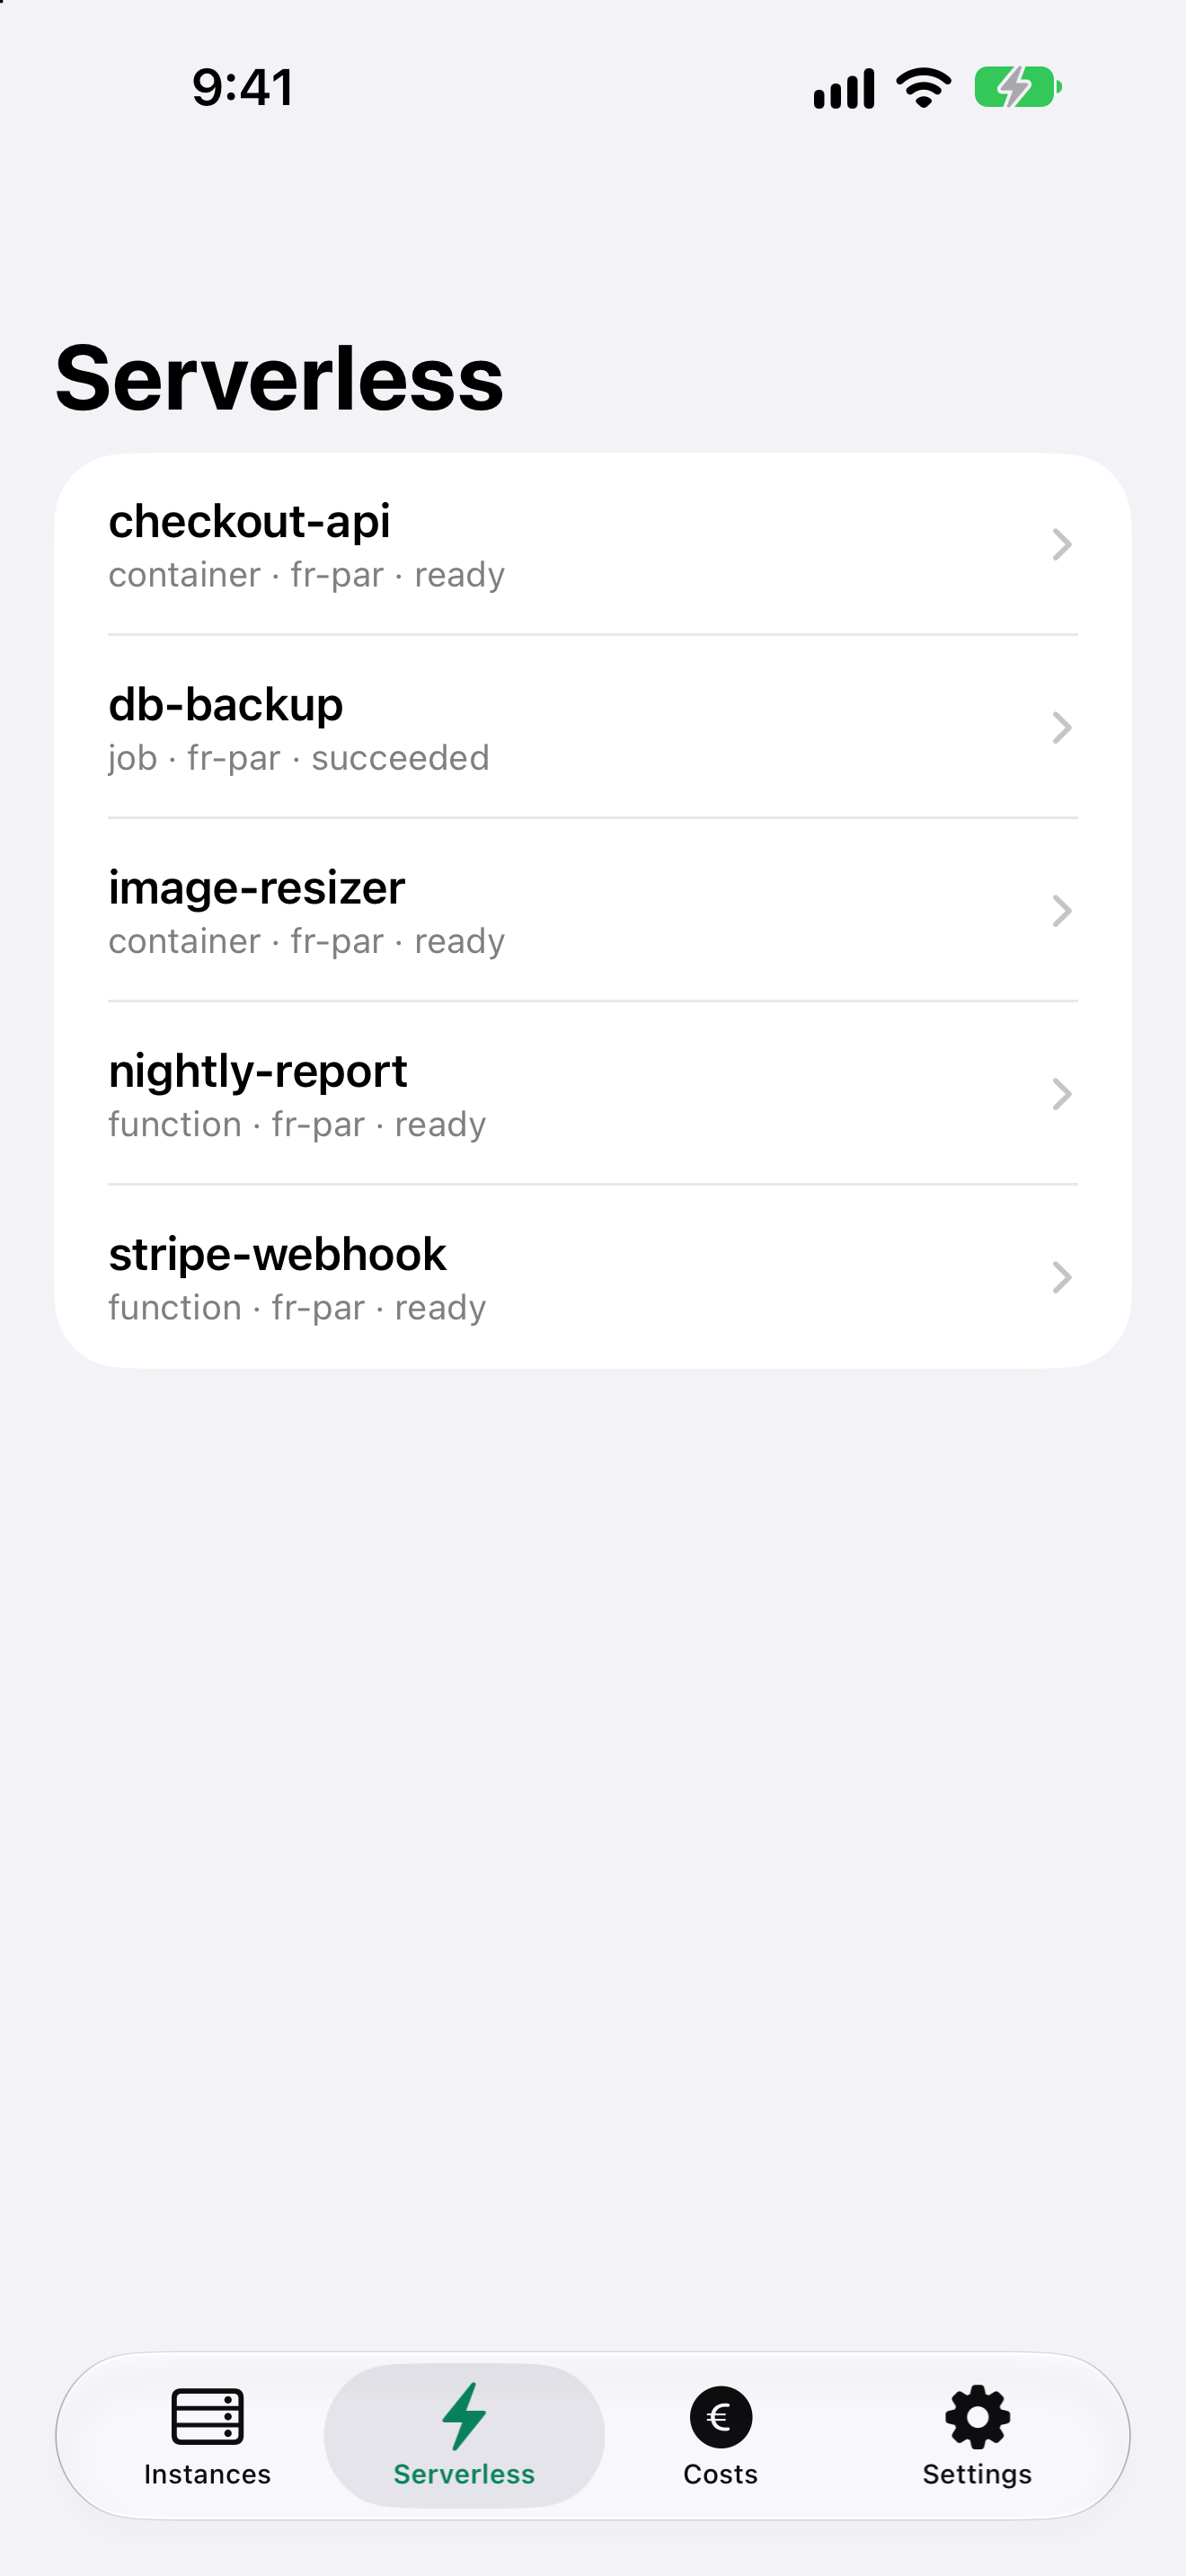 9:41
Serverless
checkout-api
container · fr-par · ready
db-backup
job · fr-par · succeeded
image-resizer
container · fr-par · ready
nightly-report
function · fr-par · ready
stripe-webhook
function · fr-par · ready
€
Instances
Serverless
Costs
Settings